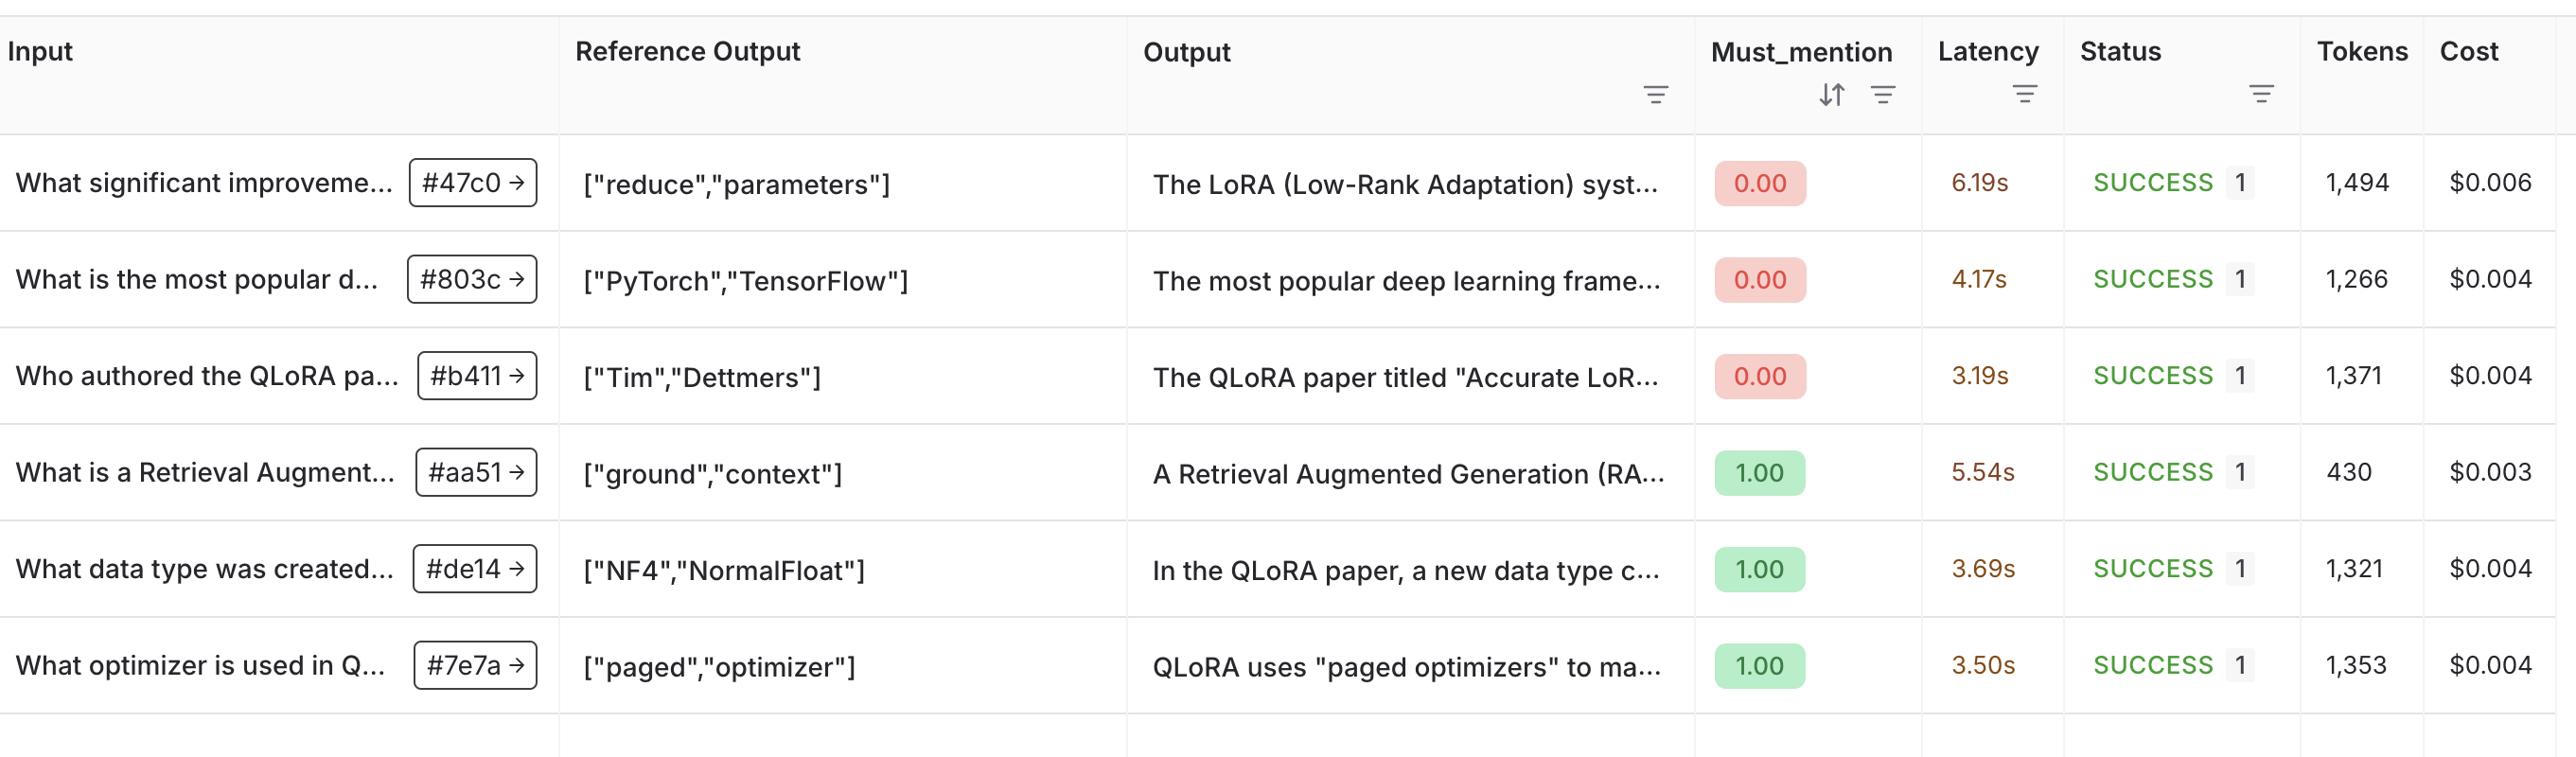 Input Reference Output Output Must_mention Latency Status Tokens Cost
What significant improveme... #47c0 → ["reduce","parameters"] The LoRA (Low-Rank Adaptation) syst... 0.00 6.19s SUCCESS 1 1,494 $0.006
What is the most popular d... #803c → ["PyTorch","TensorFlow"] The most popular deep learning frame... 0.00 4.17s SUCCESS 1 1,266 $0.004
Who authored the QLoRA pa... #b411 → ["Tim","Dettmers"] The QLoRA paper titled "Accurate LoR... 0.00 3.19s SUCCESS 1 1,371 $0.004
What is a Retrieval Augment... #aa51 → ["ground","context"] A Retrieval Augmented Generation (RA... 1.00 5.54s SUCCESS 1 430 $0.003
What data type was created... #de14 → ["NF4","NormalFloat"] In the QLoRA paper, a new data type c... 1.00 3.69s SUCCESS 1 1,321 $0.004
What optimizer is used in Q... #7e7a → ["paged","optimizer"] QLoRA uses "paged optimizers" to ma... 1.00 3.50s SUCCESS 1 1,353 $0.004